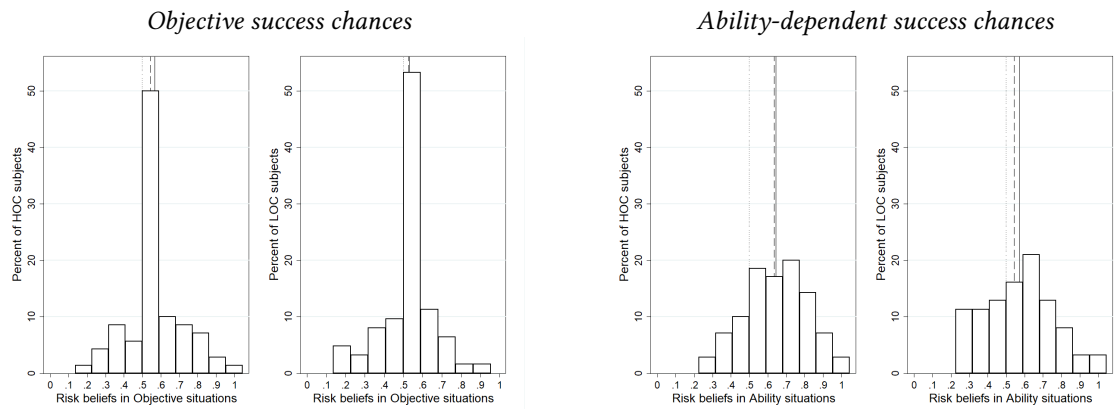 Objective success chances
Ability-dependent success chances
Percent of HOC subjects
0 10 20 30 40 50
0 .1 .2 .3 .4 .5 .6 .7 .8 .9 1
Risk beliefs in Objective situations
Percent of LOC subjects
0 10 20 30 40 50
0 .1 .2 .3 .4 .5 .6 .7 .8 .9 1
Risk beliefs in Objective situations
Percent of HOC subjects
0 10 20 30 40 50
0 .1 .2 .3 .4 .5 .6 .7 .8 .9 1
Risk beliefs in Ability situations
Percent of LOC subjects
0 10 20 30 40 50
0 .1 .2 .3 .4 .5 .6 .7 .8 .9 1
Risk beliefs in Ability situations